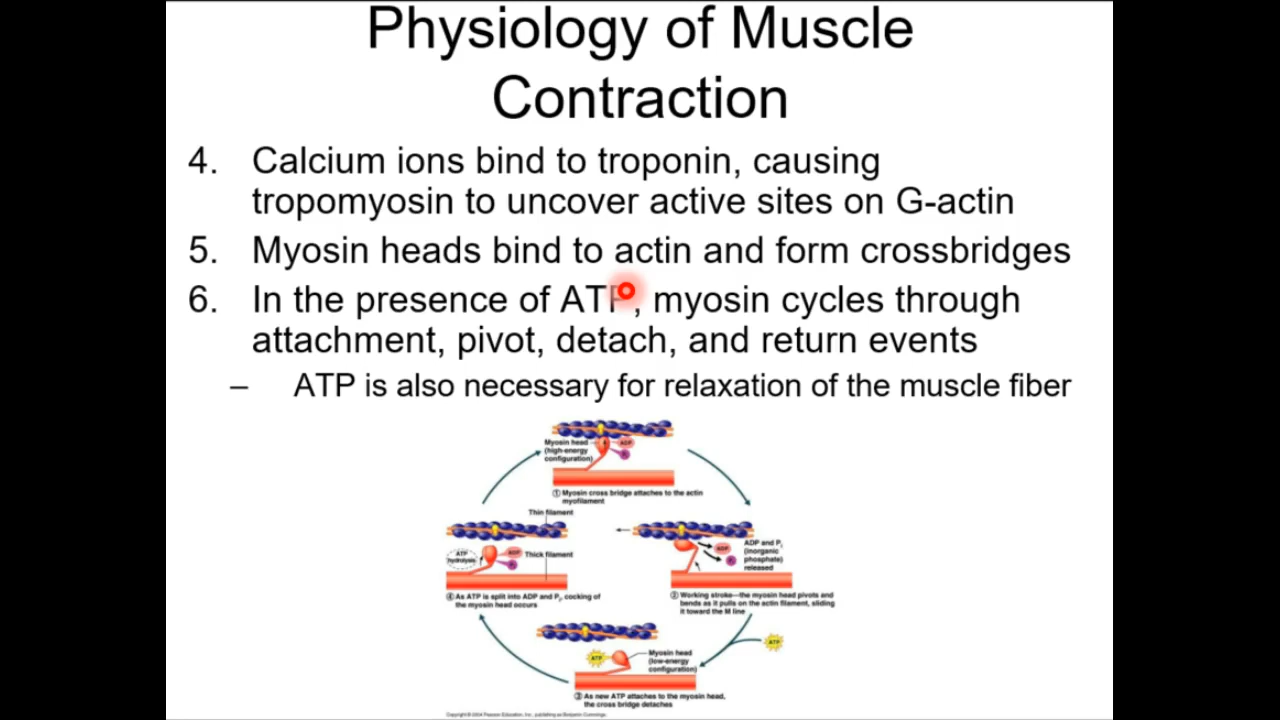 Physiology of Muscle
Contraction
4. Calcium ions bind to troponin, causing
tropomyosin to uncover active sites on G-actin
5. Myosin heads bind to actin and form crossbridges
6. In the presence of ATP, myosin cycles through
attachment, pivot, detach, and return events
– ATP is also necessary for relaxation of the muscle fiber
Myosin head
(high-energy
configuration)
ADP
Pi
① Myosin cross bridge attaches to the actin
myofilament
Thin filament
ATP
hydrolysis
ADP
Pi
Thick filament
④ As ATP is split into ADP and Pi, cocking of
the myosin head occurs
ADP
Pi
ADP and Pi
(inorganic
phosphate)
released
② Working stroke—the myosin head pivots and
bends as it pulls on the actin filament, sliding
it toward the M line
ATP
ATP
Myosin head
(low-energy
configuration)
③ As new ATP attaches to the myosin head,
the cross bridge detaches
Copyright ©2004 Pearson Education, Inc., publishing as Benjamin Cummings.